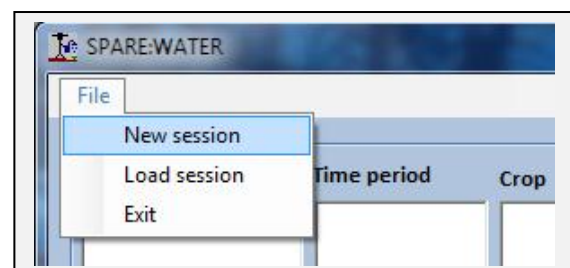 SPARE:WATER
File
New session
Load session
Time period
Crop
Exit